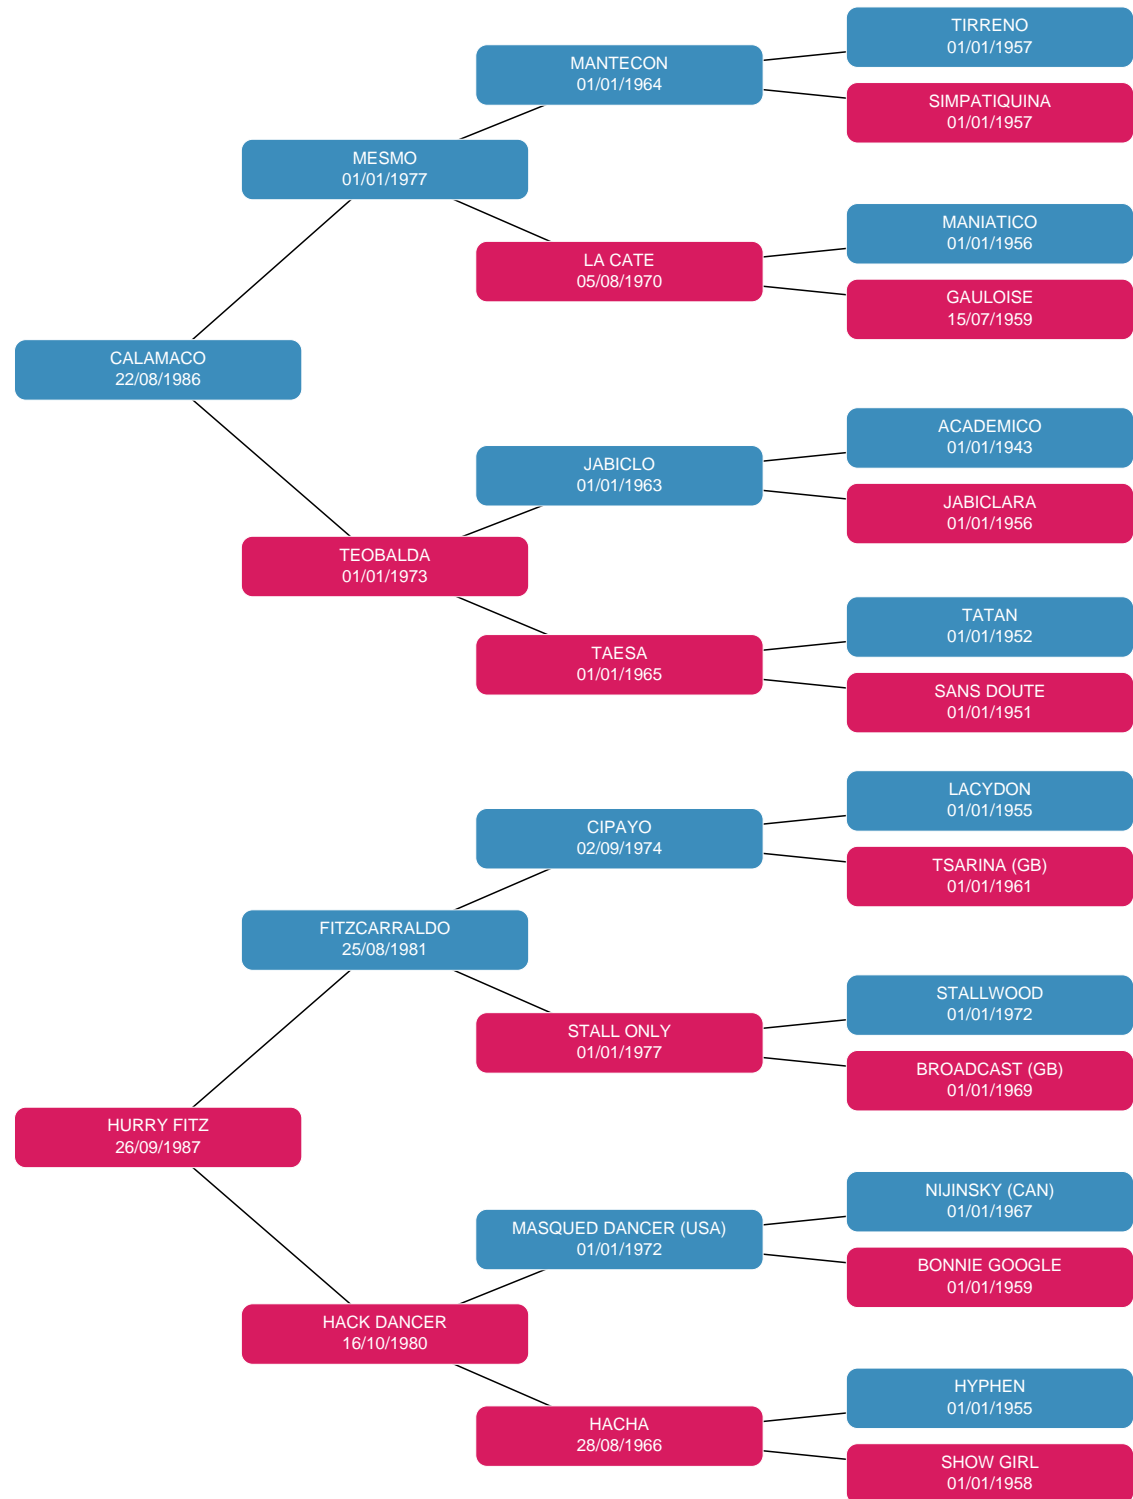 TIRRENO
01/01/1957
MANTECON
01/01/1964
SIMPATIQUINA
01/01/1957
MESMO
01/01/1977
MANIATICO
01/01/1956
LA CATE
05/08/1970
GAULOISE
15/07/1959
CALAMACO
22/08/1986
ACADEMICO
01/01/1943
JABICLO
01/01/1963
JABICLARA
01/01/1956
TEOBALDA
01/01/1973
TATAN
01/01/1952
TAESA
01/01/1965
SANS DOUTE
01/01/1951
LACYDON
01/01/1955
CIPAYO
02/09/1974
TSARINA (GB)
01/01/1961
FITZCARRALDO
25/08/1981
STALLWOOD
01/01/1972
STALL ONLY
01/01/1977
BROADCAST (GB)
01/01/1969
HURRY FITZ
26/09/1987
NIJINSKY (CAN)
01/01/1967
MASQUED DANCER (USA)
01/01/1972
BONNIE GOOGLE
01/01/1959
HACK DANCER
16/10/1980
HYPHEN
01/01/1955
HACHA
28/08/1966
SHOW GIRL
01/01/1958